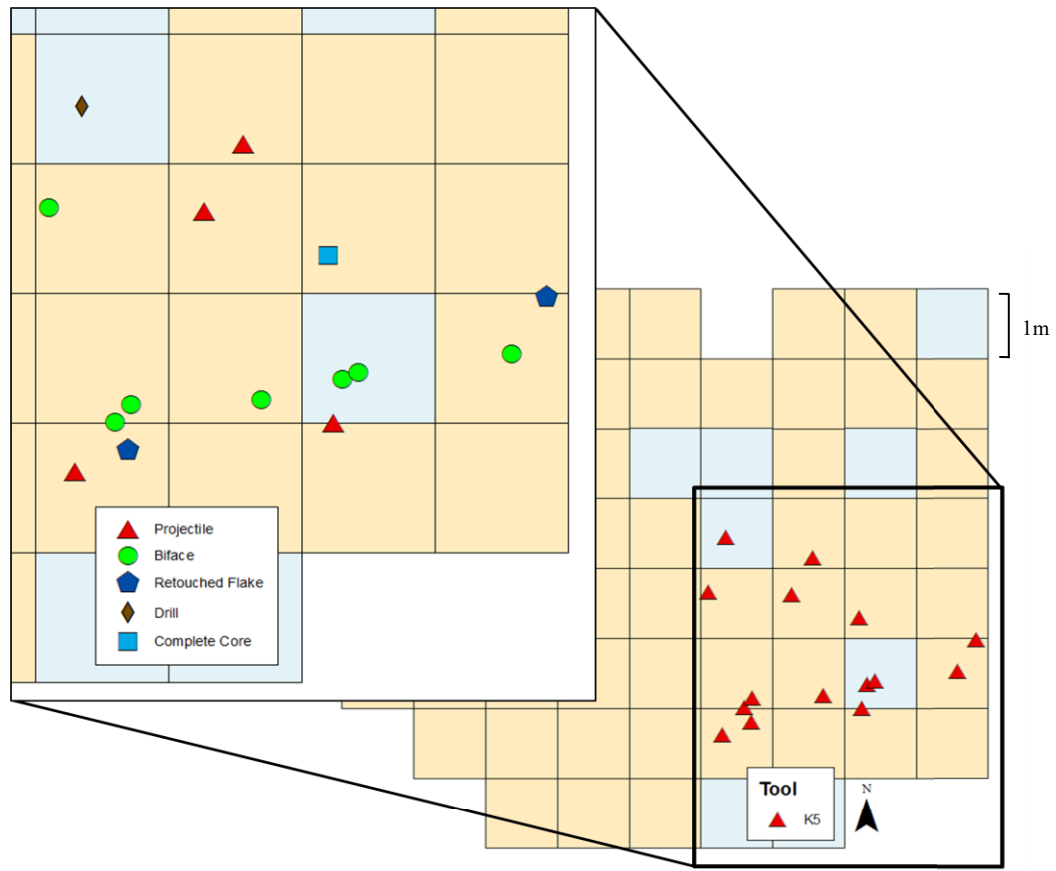 1m
Projectile
Biface
Retouched Flake
Drill
Complete Core
Tool
K5
N